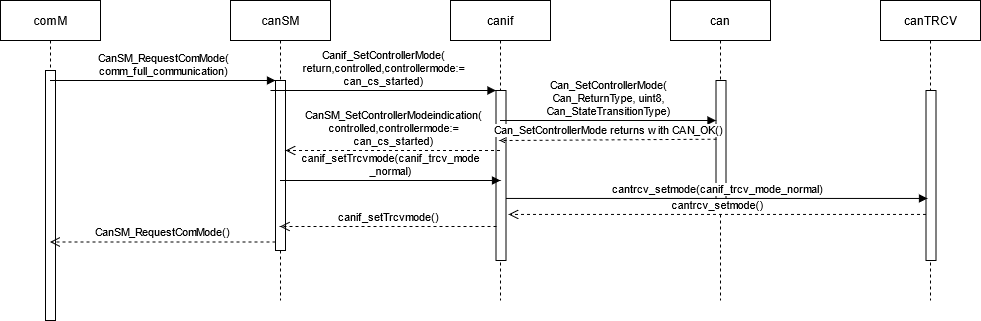 comM
canSM
canif
can
canTRCV
CanSM_RequestComMode(
comm_full_communication)
Canif_SetControllerMode(
return,controlled,controllermode:=
can_cs_started)
Can_SetControllerMode(
Can_ReturnType, uint8,
Can_StateTransitionType)
CanSM_SetControllerModeindication(
controlled,controllermode:=
can_cs_started)
Can_SetControllerMode returns with CAN_OK()
canif_setTrcvmode(canif_trcv_mode
_normal)
cantrcv_setmode(canif_trcv_mode_normal)
cantrcv_setmode()
canif_setTrcvmode()
CanSM_RequestComMode()